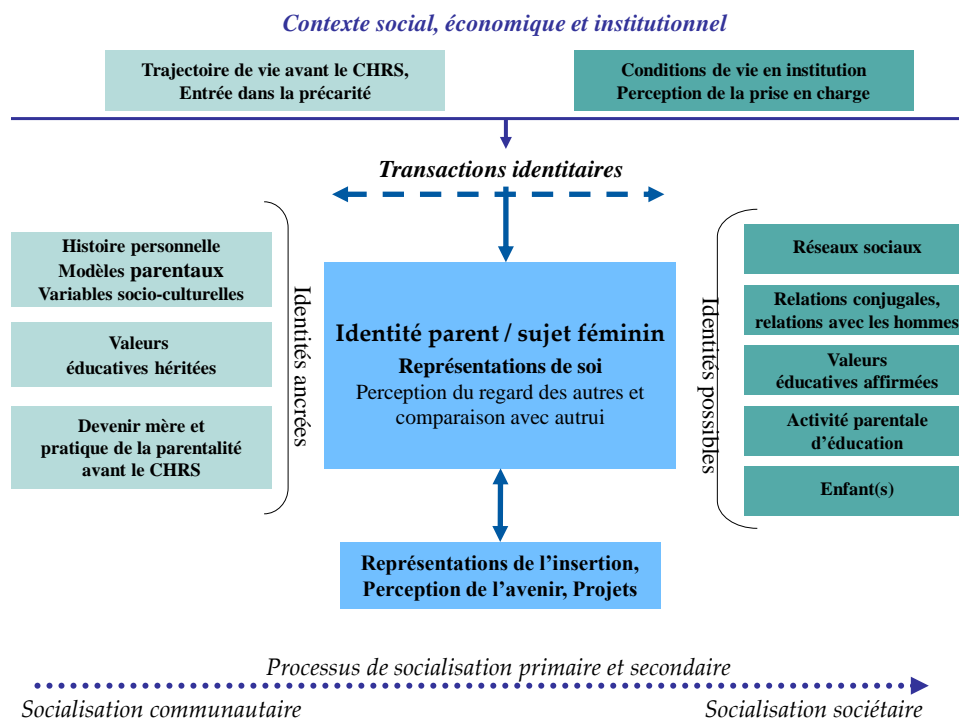 Contexte social, économique et institutionnel
Trajectoire de vie avant le CHRS,
Entrée dans la précarité
Conditions de vie en institution
Perception de la prise en charge
Transactions identitaires
Histoire personnelle
Modèles parentaux
Variables socio-culturelles
Valeurs
éducatives héritées
Devenir mère et
pratique de la parentalité
avant le CHRS
Identités ancrées
Identité parent / sujet féminin
Représentations de soi
Perception du regard des autres et
comparaison avec autrui
Identités possibles
Réseaux sociaux
Relations conjugales,
relations avec les hommes
Valeurs
éducatives affirmées
Activité parentale
d’éducation
Enfant(s)
Représentations de l’insertion,
Perception de l’avenir, Projets
Processus de socialisation primaire et secondaire
Socialisation communautaire
Socialisation sociétaire